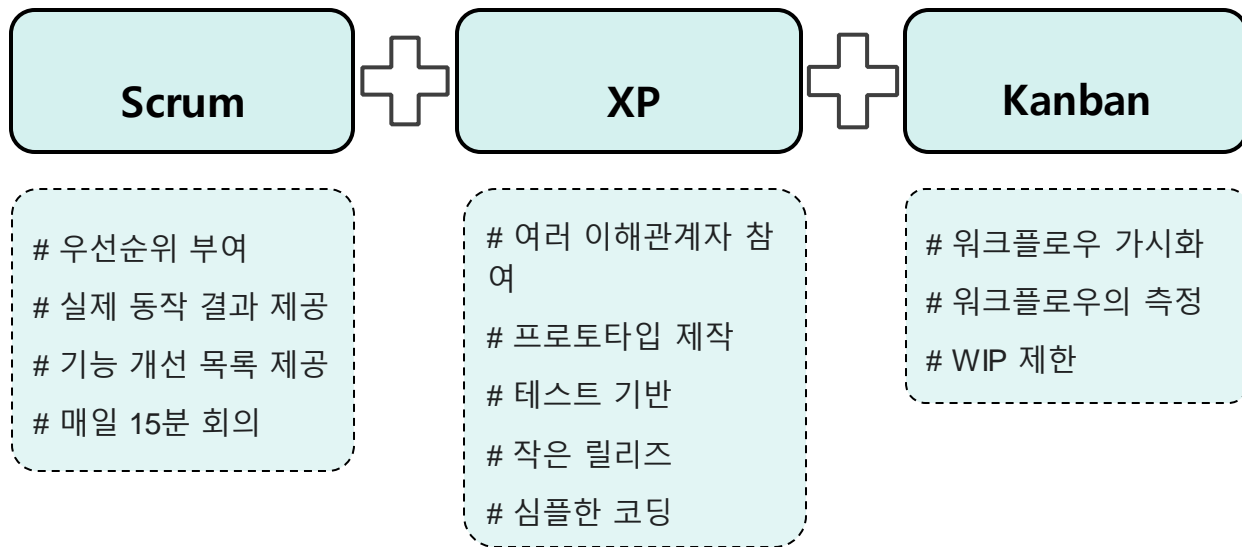 Scrum
XP
Kanban
# 우선순위 부여
# 실제 동작 결과 제공
# 기능 개선 목록 제공
# 매일 15분 회의
# 여러 이해관계자 참
여
# 프로토타입 제작
# 테스트 기반
# 작은 릴리즈
# 심플한 코딩
# 워크플로우 가시화
# 워크플로우의 측정
# WIP 제한